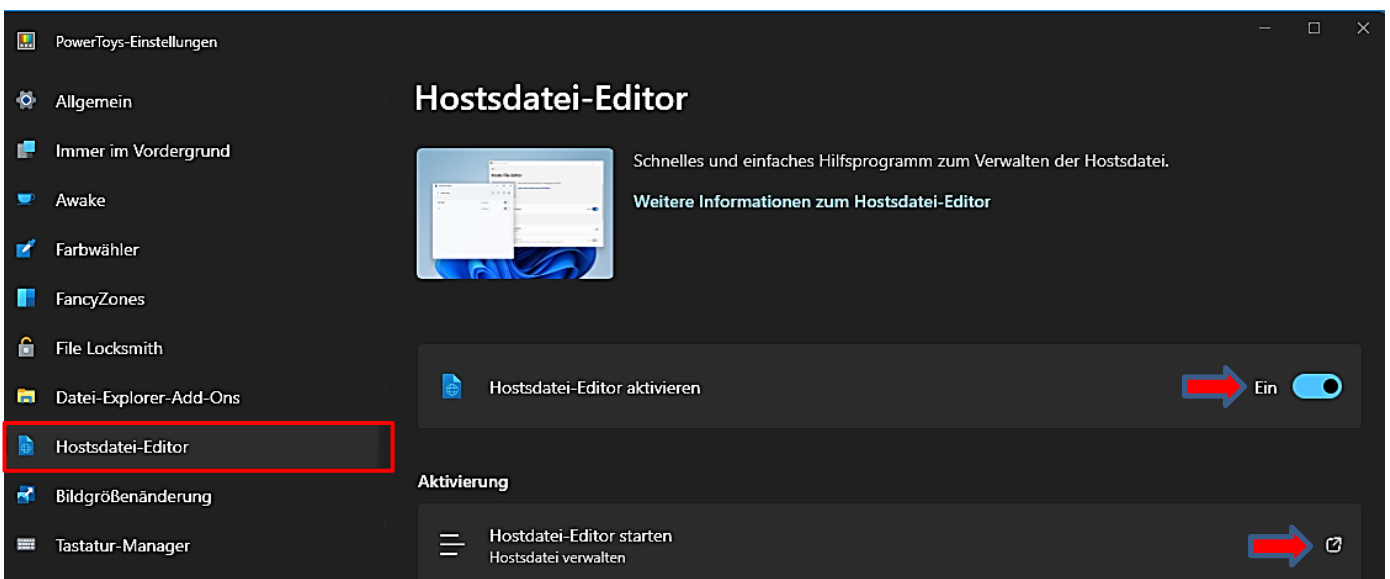 PowerToys-Einstellungen
Allgemein
Immer im Vordergrund
Awake
Farbwähler
FancyZones
File Locksmith
Datei-Explorer-Add-Ons
Hostsdatei-Editor
Bildgrößenänderung
Tastatur-Manager
Hostsdatei-Editor
Schnelles und einfaches Hilfsprogramm zum Verwalten der Hostsdatei.
Weitere Informationen zum Hostsdatei-Editor
Hostsdatei-Editor aktivieren
Ein
Aktivierung
Hostdatei-Editor starten
Hostsdatei verwalten